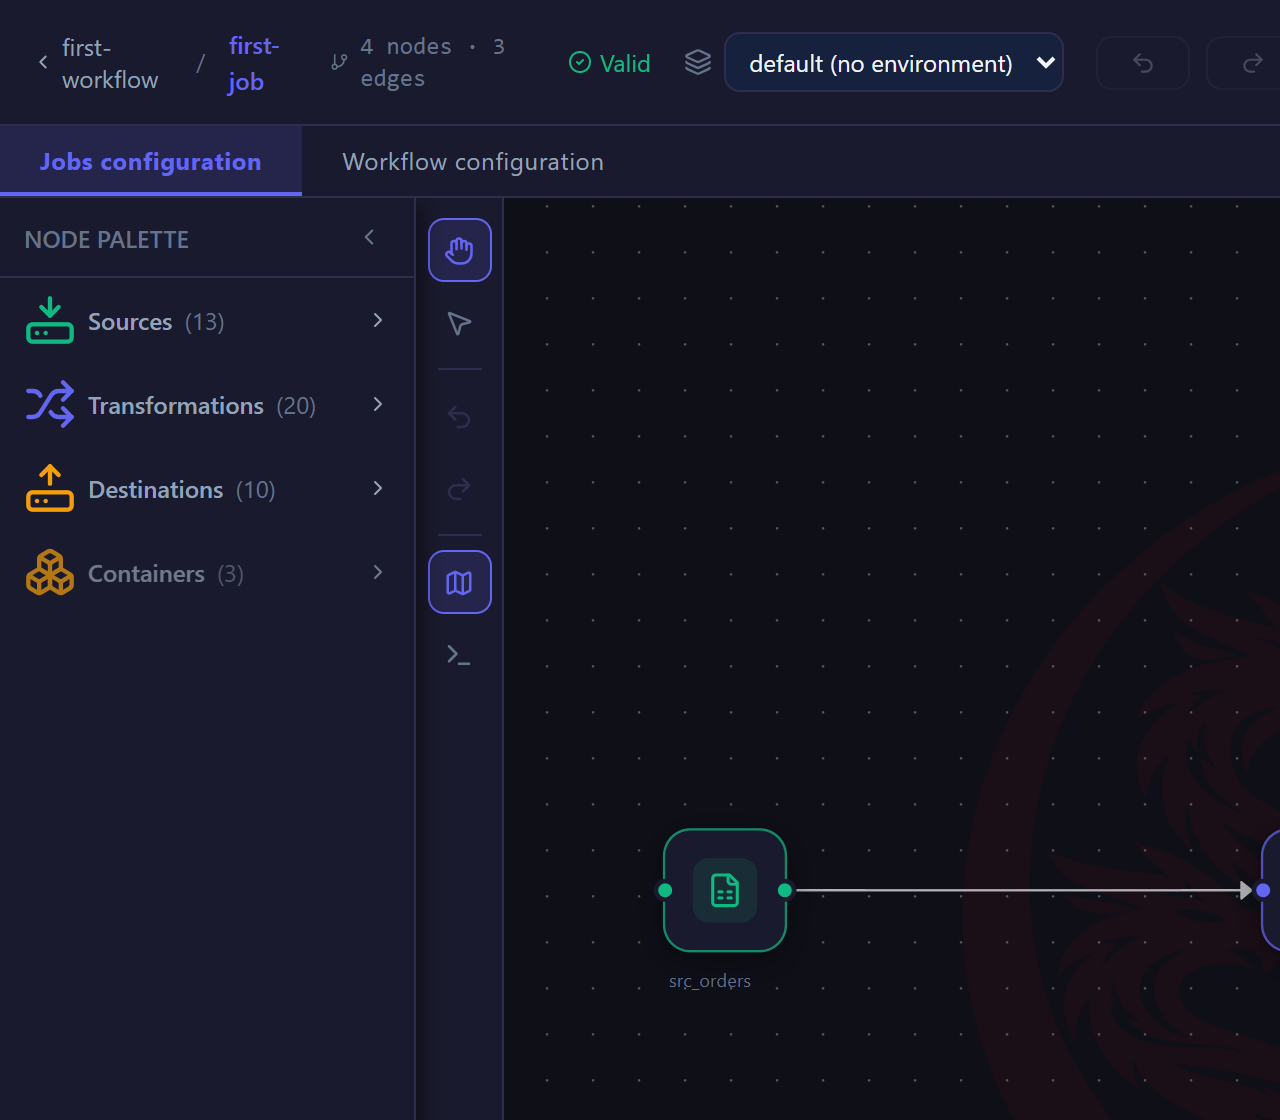 first-
workflow
/
first-
job
4 nodes · 3
edges
Valid
default (no environment)
Jobs configuration
Workflow configuration
NODE PALETTE
Sources (13)
Transformations (20)
Destinations (10)
Containers (3)
src_orders